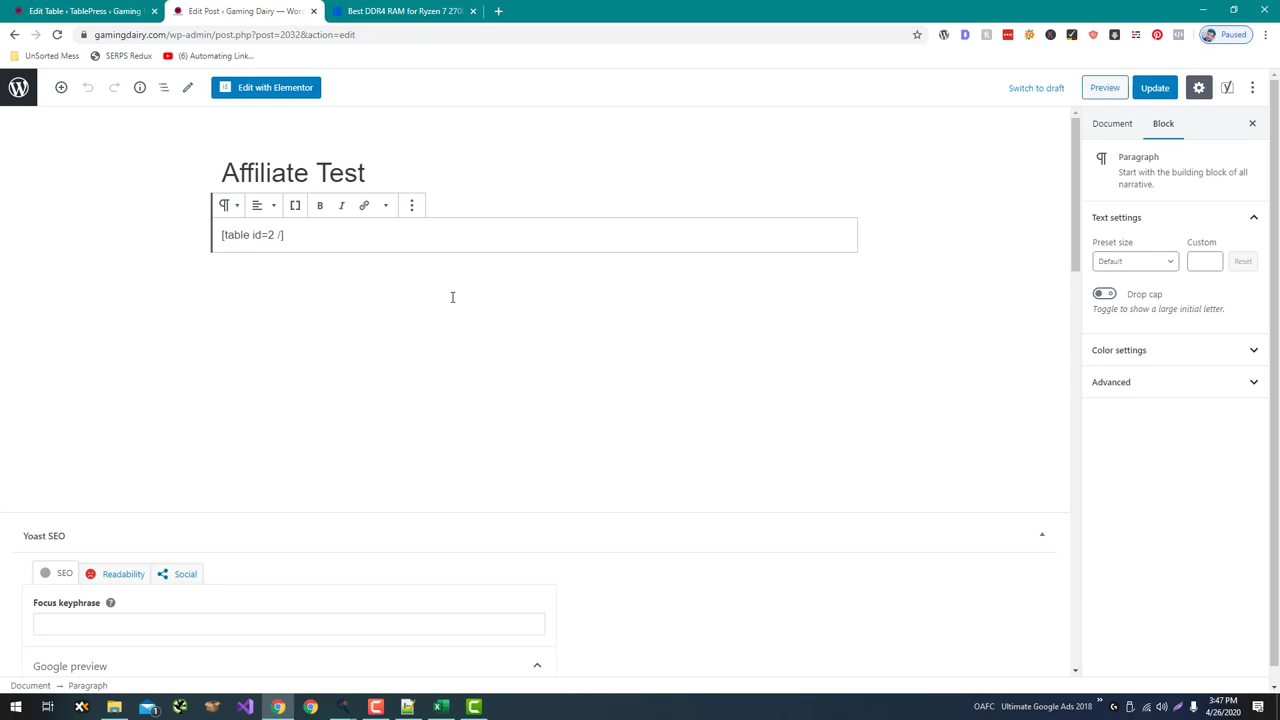 Edit Table ‹ TablePress ‹ Gaming D
Edit Post ‹ Gaming Dairy — Wor
Best DDR4 RAM for Ryzen 7 270
gamingdairy.com/wp-admin/post.php?post=2032&action=edit
Paused
UnSorted Mess
SERPS Redux
(6) Automating Link...
Edit with Elementor
Switch to draft
Preview
Update
Document
Block
Paragraph
Start with the building block of all
narrative.
Affiliate Test
B I
[table id=2 /]
Text settings
Preset size
Custom
Default
Reset
Drop cap
Toggle to show a large initial letter.
Color settings
Advanced
Yoast SEO
SEO
Readability
Social
Focus keyphrase
Google preview
Document → Paragraph
OAFC
Ultimate Google Ads 2018
3:47 PM
4/26/2020